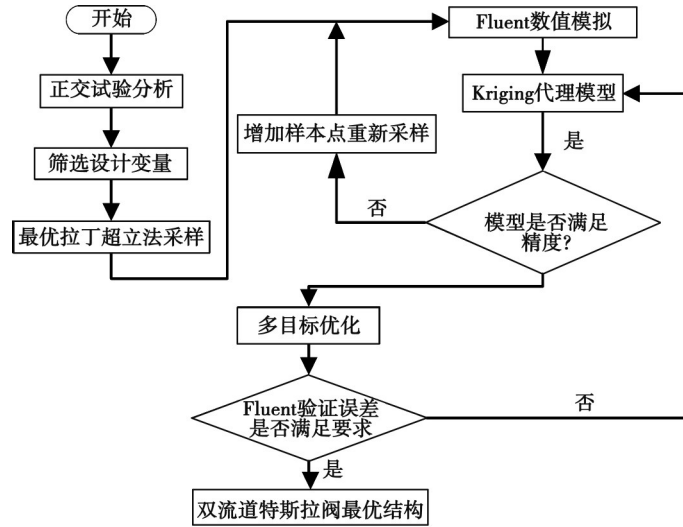 开始
正交试验分析
筛选设计变量
最优拉丁超立法采样
Fluent数值模拟
Kriging代理模型
是
增加样本点重新采样
否
模型是否满足
精度?
多目标优化
Fluent验证误差
是否满足要求
否
是
双流道特斯拉阀最优结构